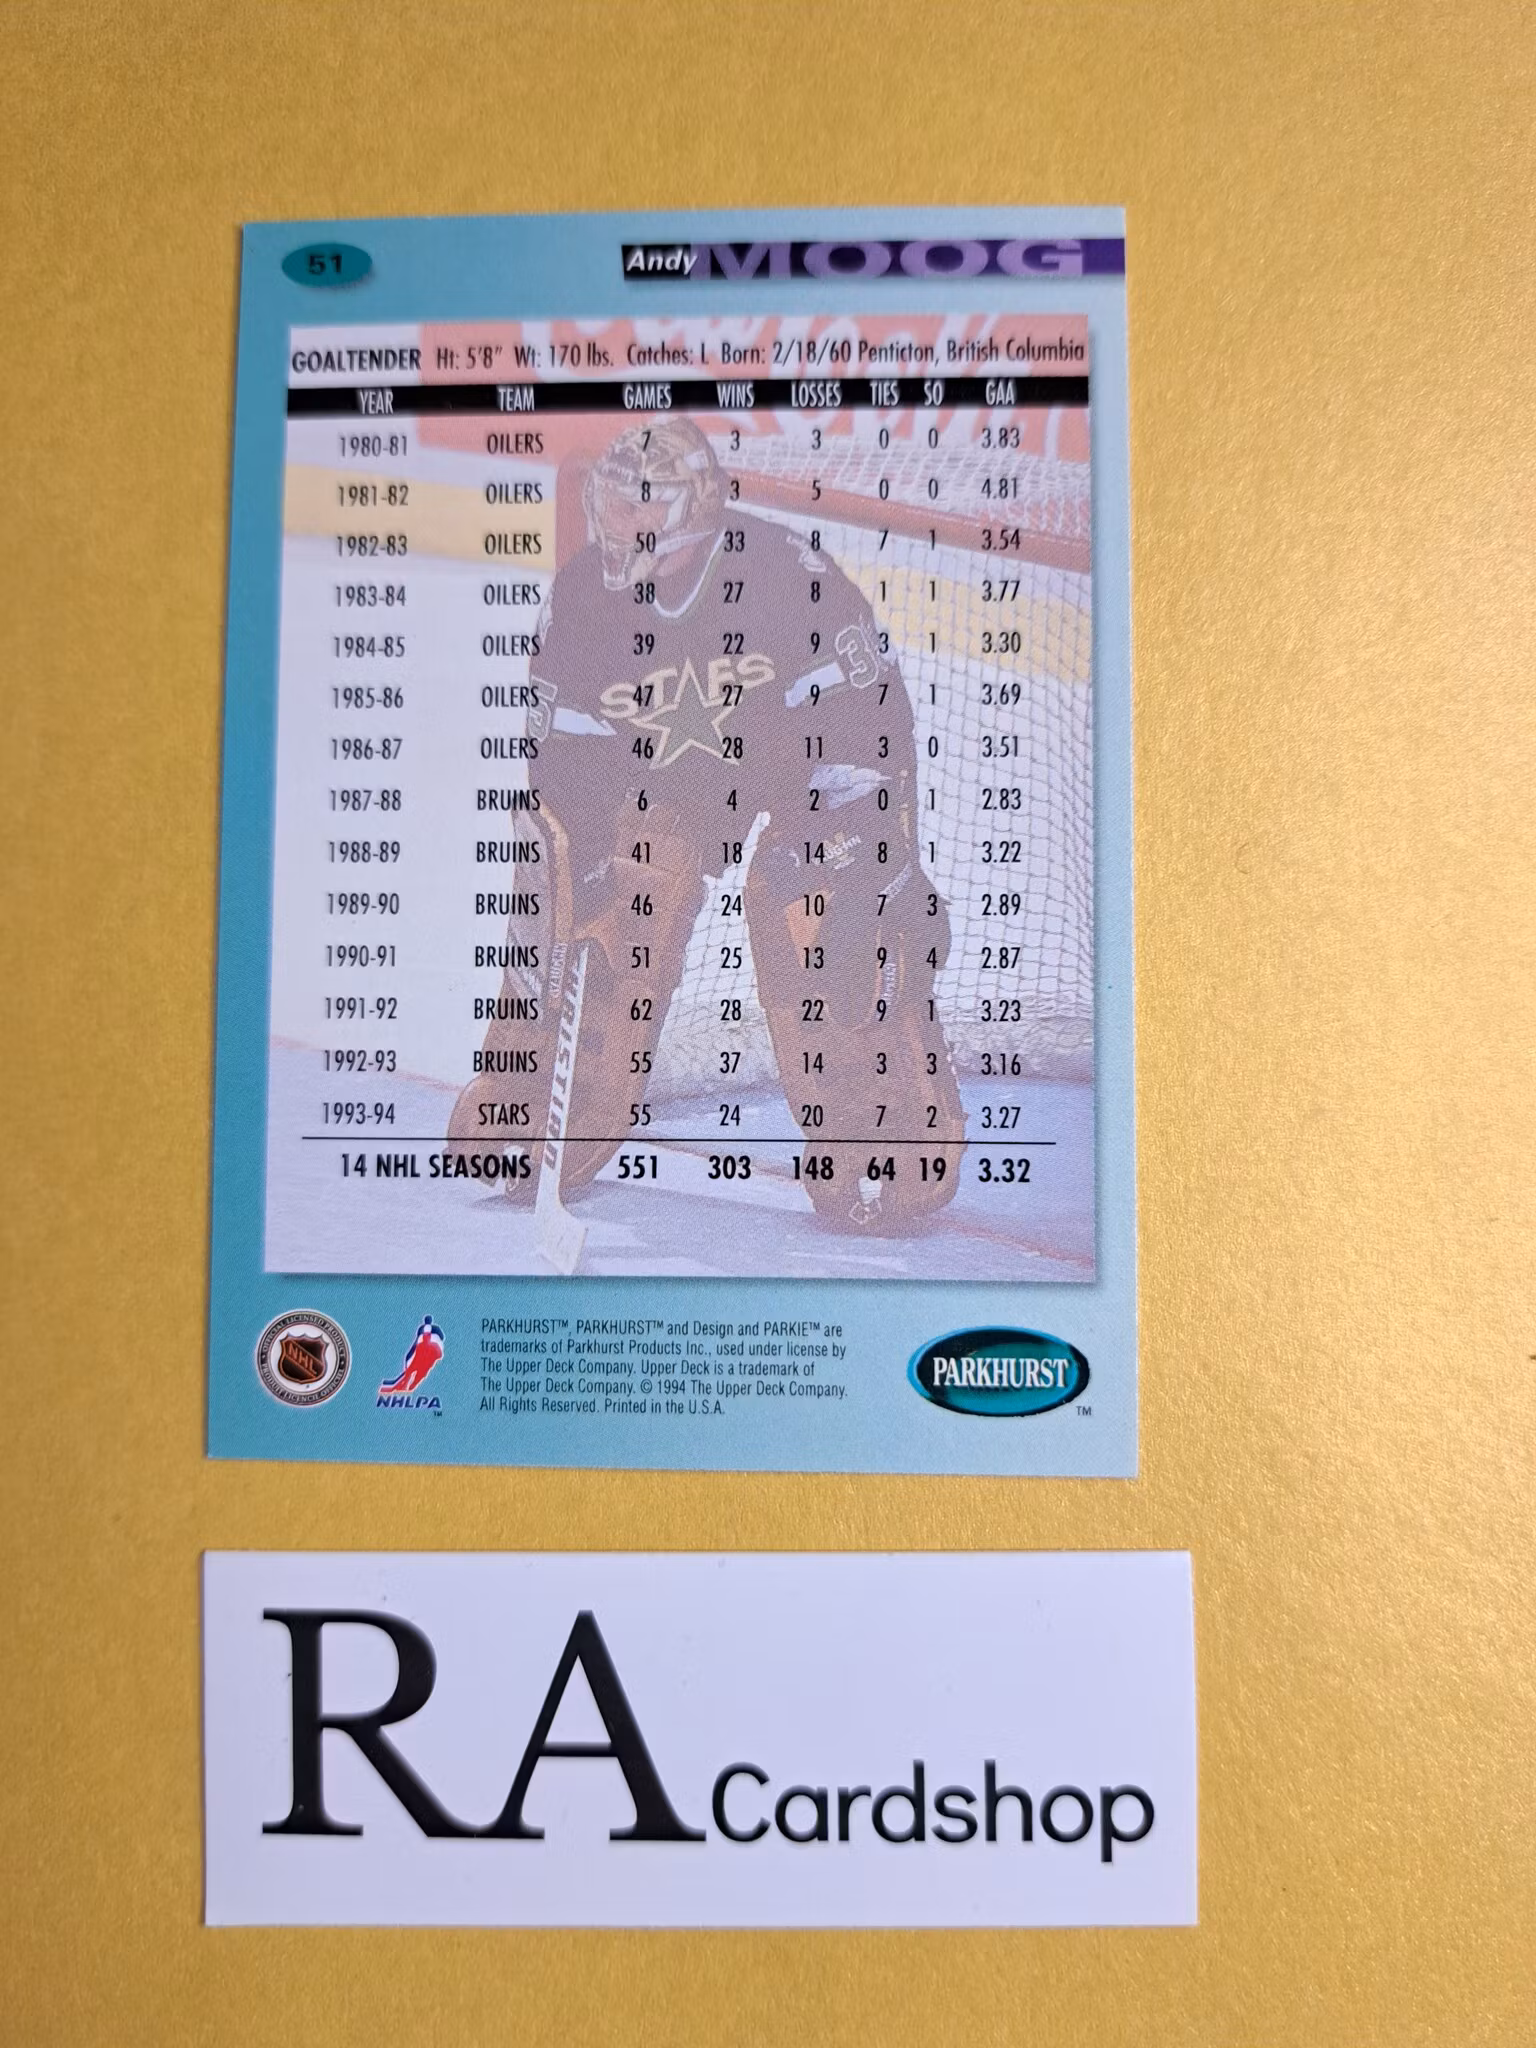 51
Andy MOOG
GOALTENDER Ht: 5'8" Wt: 170 lbs. Catches: L Born: 2/18/60 Penticton, British Columbia
YEAR TEAM GAMES WINS LOSSES TIES SO GAA
1980-81 OILERS 7 3 3 0 0 3.83
1981-82 OILERS 8 3 5 0 0 4.81
1982-83 OILERS 50 33 8 7 1 3.54
1983-84 OILERS 38 27 8 1 1 3.77
1984-85 OILERS 39 22 9 3 1 3.30
1985-86 OILERS 47 27 9 7 1 3.69
1986-87 OILERS 46 28 11 3 0 3.51
1987-88 BRUINS 6 4 2 0 1 2.83
1988-89 BRUINS 41 18 14 8 1 3.22
1989-90 BRUINS 46 24 10 7 3 2.89
1990-91 BRUINS 51 25 13 9 4 2.87
1991-92 BRUINS 62 28 22 9 1 3.23
1992-93 BRUINS 55 37 14 3 3 3.16
1993-94 STARS 55 24 20 7 2 3.27
14 NHL SEASONS 551 303 148 64 19 3.32
STARS
CHRISTIAN
NHL
NHLPA™
PARKHURST™, PARKHURST™ and Design and PARKIE™ are
trademarks of Parkhurst Products Inc., used under license by
The Upper Deck Company. Upper Deck is a trademark of
The Upper Deck Company. © 1994 The Upper Deck Company.
All Rights Reserved. Printed in the U.S.A.
PARKHURST
™
RA Cardshop